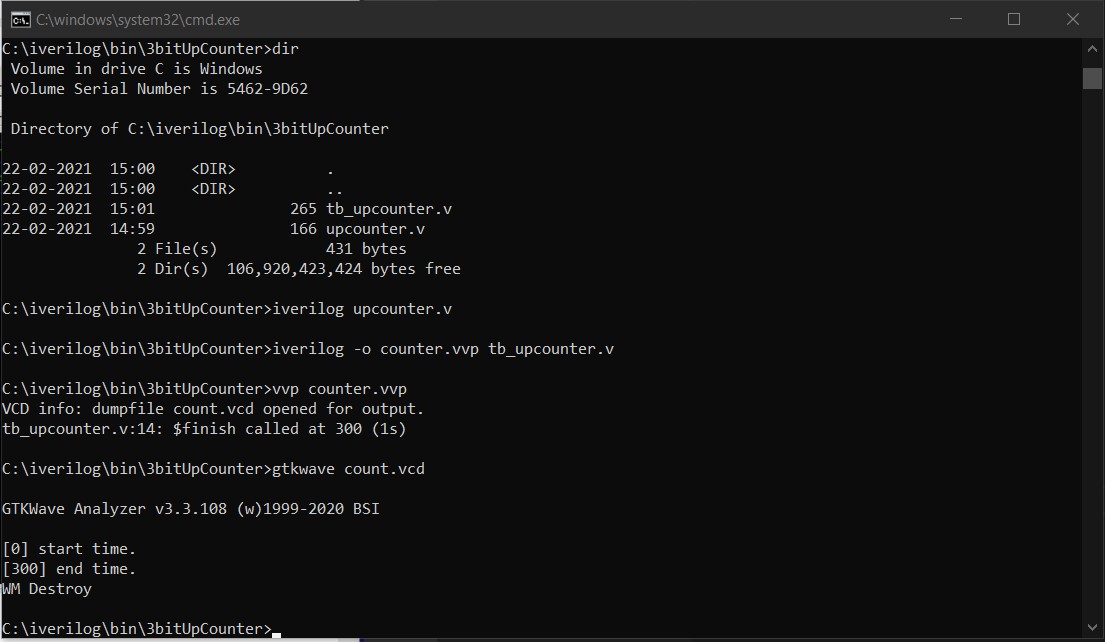 C:\windows\system32\cmd.exe
C:\iverilog\bin\3bitUpCounter>dir
Volume in drive C is Windows
Volume Serial Number is 5462-9D62
Directory of C:\iverilog\bin\3bitUpCounter
22-02-2021  15:00    <DIR>          .
22-02-2021  15:00    <DIR>          ..
22-02-2021  15:01               265 tb_upcounter.v
22-02-2021  14:59               166 upcounter.v
2 File(s)            431 bytes
2 Dir(s)  106,920,423,424 bytes free
C:\iverilog\bin\3bitUpCounter>iverilog upcounter.v
C:\iverilog\bin\3bitUpCounter>iverilog -o counter.vvp tb_upcounter.v
C:\iverilog\bin\3bitUpCounter>vvp counter.vvp
VCD info: dumpfile count.vcd opened for output.
tb_upcounter.v:14: $finish called at 300 (1s)
C:\iverilog\bin\3bitUpCounter>gtkwave count.vcd
GTKWave Analyzer v3.3.108 (w)1999-2020 BSI
[0] start time.
[300] end time.
WM Destroy
C:\iverilog\bin\3bitUpCounter>